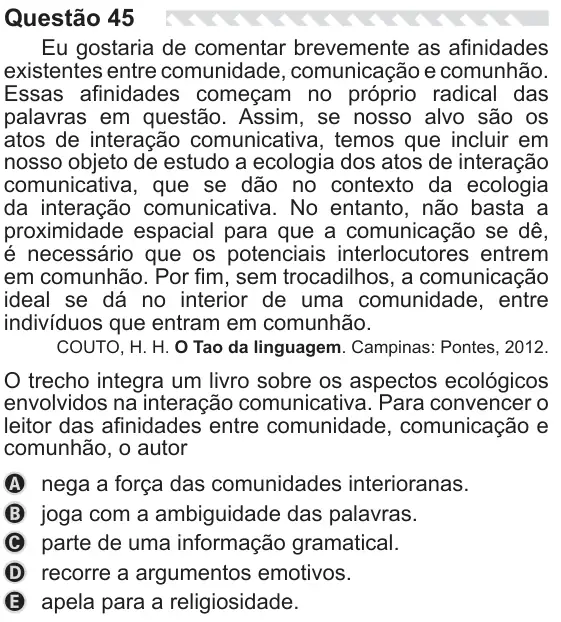 Questão 45
Eu gostaria de comentar brevemente as afinidades
existentes entre comunidade, comunicação e comunhão.
Essas afinidades começam no próprio radical das
palavras em questão. Assim, se nosso alvo são os
atos de interação comunicativa, temos que incluir em
nosso objeto de estudo a ecologia dos atos de interação
comunicativa, que se dão no contexto da ecologia
da interação comunicativa. No entanto, não basta a
proximidade espacial para que a comunicação se dê,
é necessário que os potenciais interlocutores entrem
em comunhão. Por fim, sem trocadilhos, a comunicação
ideal se dá no interior de uma comunidade, entre
indivíduos que entram em comunhão.
COUTO, H. H. O Tao da linguagem. Campinas: Pontes, 2012.
O trecho integra um livro sobre os aspectos ecológicos
envolvidos na interação comunicativa. Para convencer o
leitor das afinidades entre comunidade, comunicação e
comunhão, o autor
A nega a força das comunidades interioranas.
B joga com a ambiguidade das palavras.
C parte de uma informação gramatical.
D recorre a argumentos emotivos.
E apela para a religiosidade.